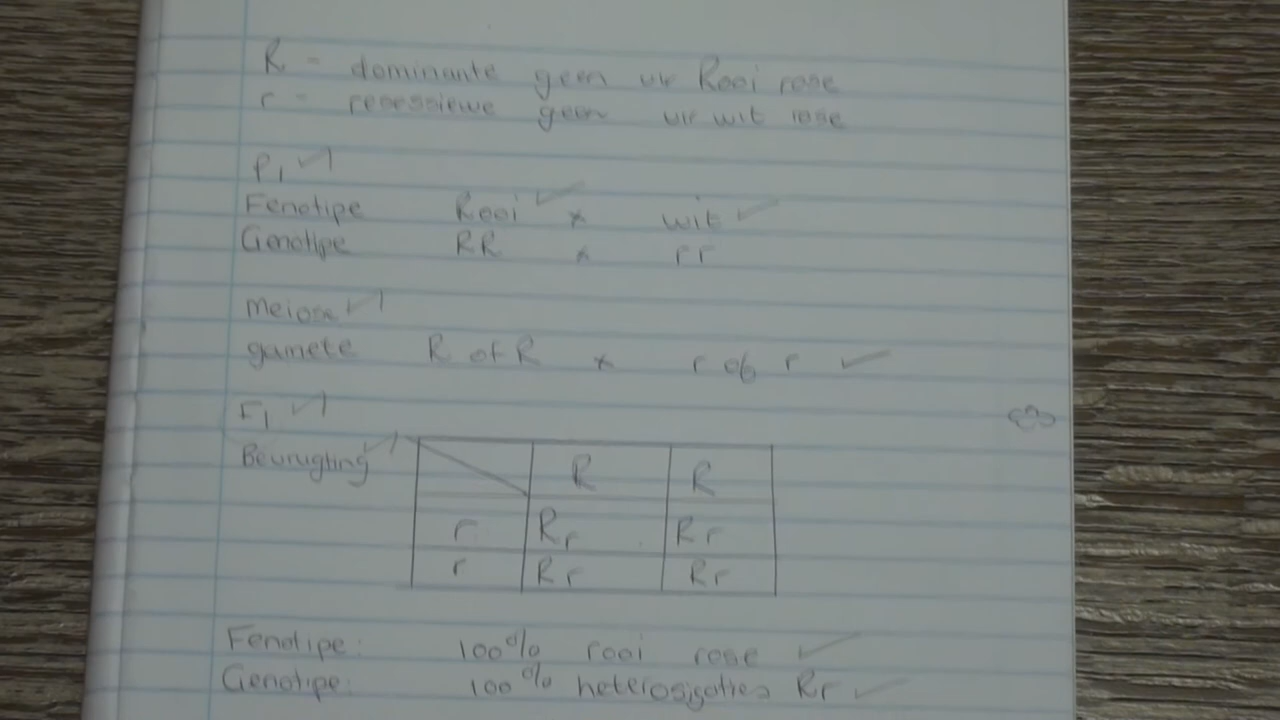 R - dominante geen vir Rooi rose
r - resessiewe geen vir wit rose
P1
Fenotipe Rooi x wit
Genotipe RR x rr
Meiose
gamete R of R x r of r
F1
Bevrugting
R R
r Rr Rr
r Rr Rr
Fenotipe: 100% rooi rose
Genotipe: 100% heterosigoties Rr